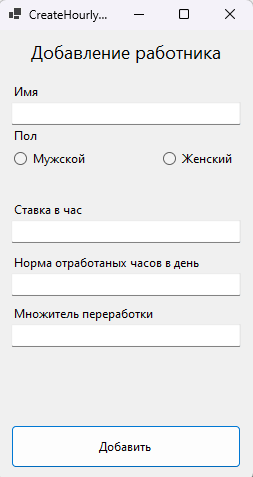 CreateHourly...
Добавление работника
Имя
Пол
Мужской
Женский
Ставка в час
Норма отработаных часов в день
Множитель переработки
Добавить